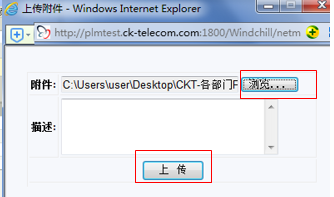 上传附件 - Windows Internet Explorer
http://plmtest.ck-telecom.com:1800/Windchill/netm
附件: C:\Users\user\Desktop\CKT-各部门F 浏览...
描述:
上 传